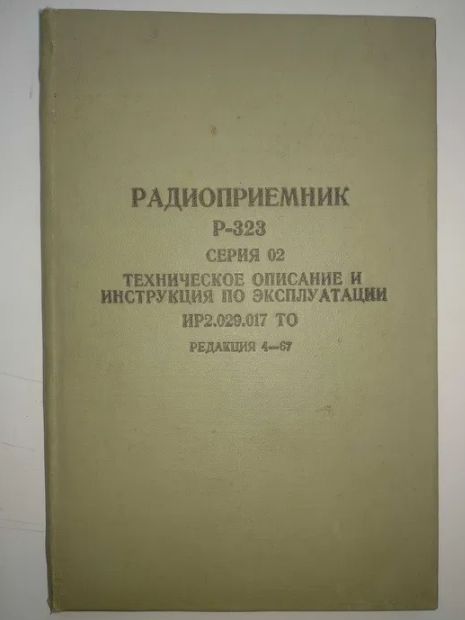 РАДИОПРИЕМНИК
Р-323
СЕРИЯ 02
ТЕХНИЧЕСКОЕ ОПИСАНИЕ И
ИНСТРУКЦИЯ ПО ЭКСПЛУАТАЦИИ
ИР2.029.017 ТО
РЕДАКЦИЯ 4—67